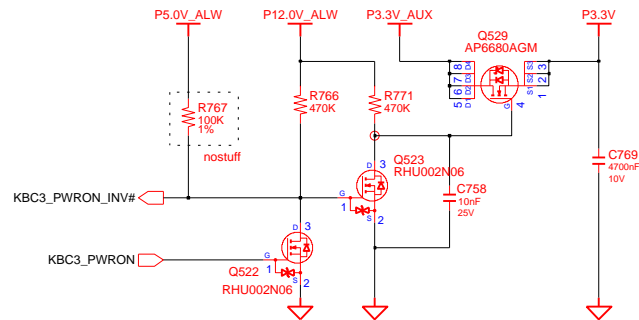 P5.0V_ALW
P12.0V_ALW
P3.3V_AUX
P3.3V
Q529
AP6680AGM
8 D4
7 D3
6 D2
5 D1
S3 3
S2 2
S1 1
G 4
R767
100K
1%
nostuff
R766
470K
R771
470K
C769
4700nF
10V
D 3
Q523
RHU002N06
G
1
S 2
C758
10nF
25V
KBC3_PWRON_INV#
D 3
KBC3_PWRON
G
1
Q522
S 2
RHU002N06